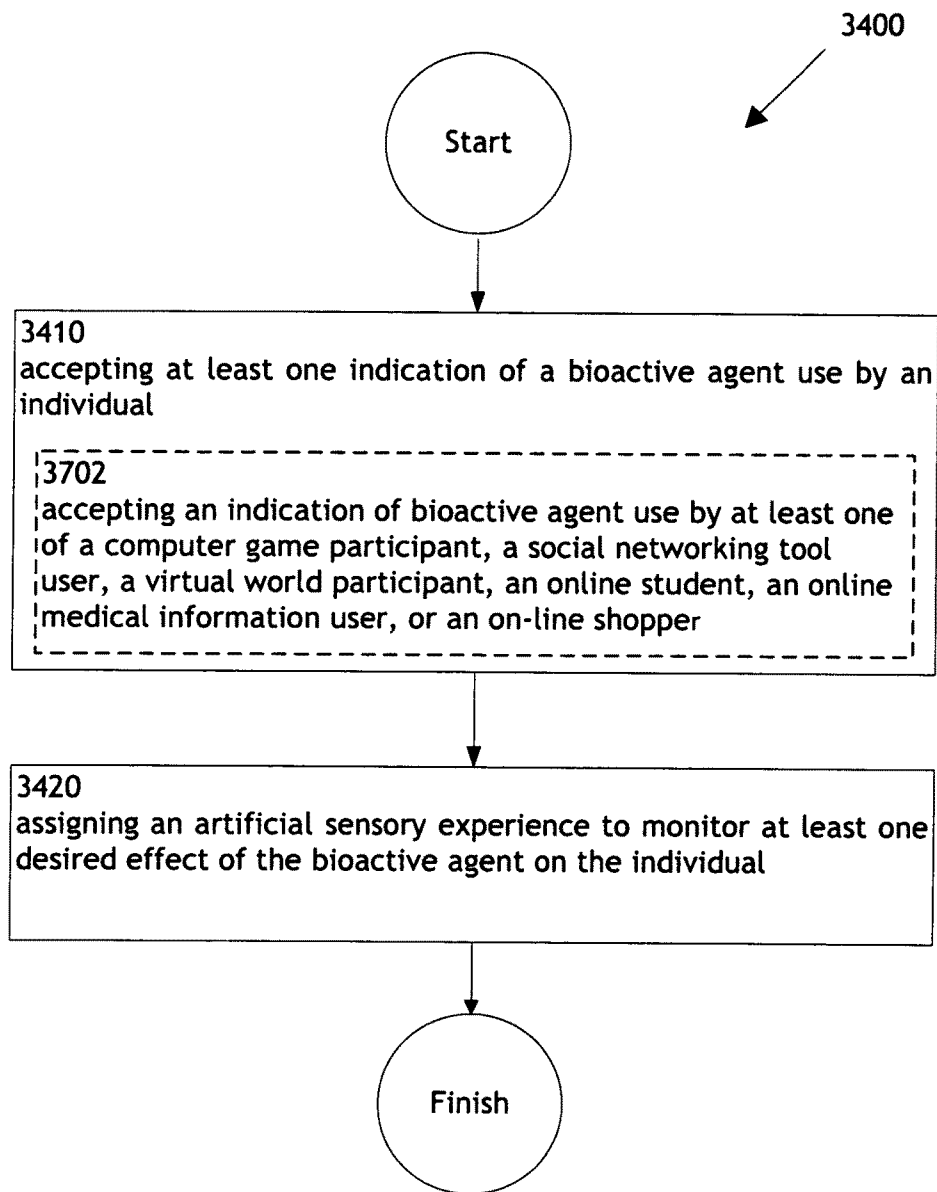 3400
Start
3410
accepting at least one indication of a bioactive agent use by an
individual
3702
accepting an indication of bioactive agent use by at least one
of a computer game participant, a social networking tool
user, a virtual world participant, an online student, an online
medical information user, or an on-line shopper
3420
assigning an artificial sensory experience to monitor at least one
desired effect of the bioactive agent on the individual
Finish